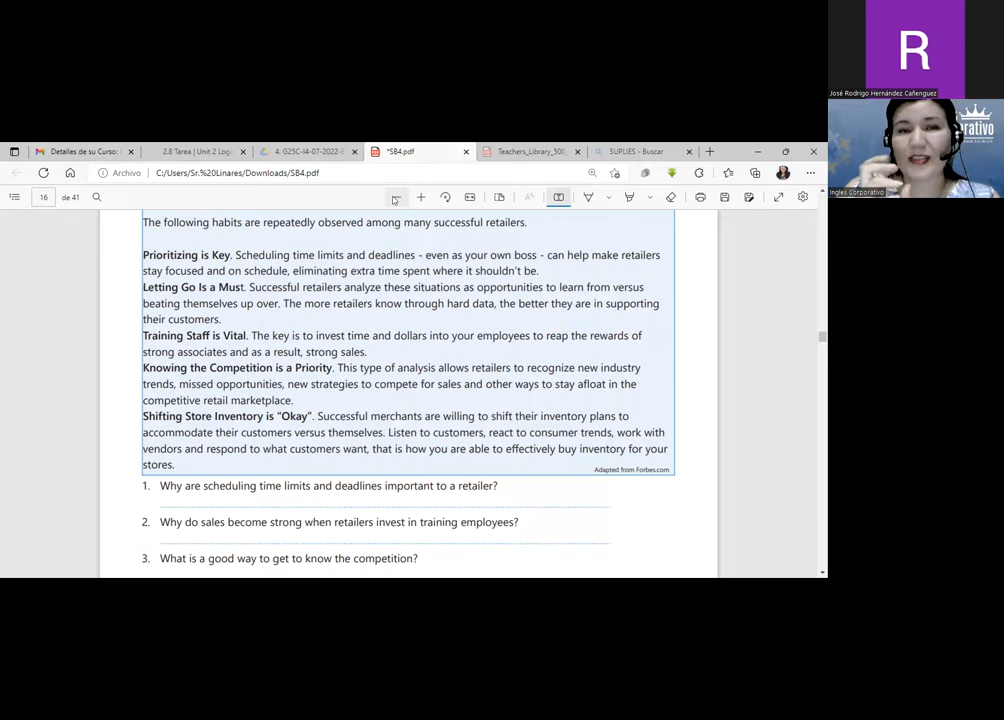 R
José Rodrigo Hernández Cañenguez
orativo
Ingles Corporativo
Detalles de su Curso:
2.8 Tarea | Unit 2 Log
4. G25C-I4-07-2022-E
*SB4.pdf
Teachers_Library_500
SUPLIES - Buscar
Archivo
C:/Users/Sr.%20Linares/Downloads/SB4.pdf
16
de 41
The following habits are repeatedly observed among many successful retailers.
Prioritizing is Key. Scheduling time limits and deadlines - even as your own boss - can help make retailers
stay focused and on schedule, eliminating extra time spent where it shouldn't be.
Letting Go Is a Must. Successful retailers analyze these situations as opportunities to learn from versus
beating themselves up over. The more retailers know through hard data, the better they are in supporting
their customers.
Training Staff is Vital. The key is to invest time and dollars into your employees to reap the rewards of
strong associates and as a result, strong sales.
Knowing the Competition is a Priority. This type of analysis allows retailers to recognize new industry
trends, missed opportunities, new strategies to compete for sales and other ways to stay afloat in the
competitive retail marketplace.
Shifting Store Inventory is “Okay”. Successful merchants are willing to shift their inventory plans to
accommodate their customers versus themselves. Listen to customers, react to consumer trends, work with
vendors and respond to what customers want, that is how you are able to effectively buy inventory for your
stores.
Adapted from Forbes.com
1. Why are scheduling time limits and deadlines important to a retailer?
2. Why do sales become strong when retailers invest in training employees?
3. What is a good way to get to know the competition?